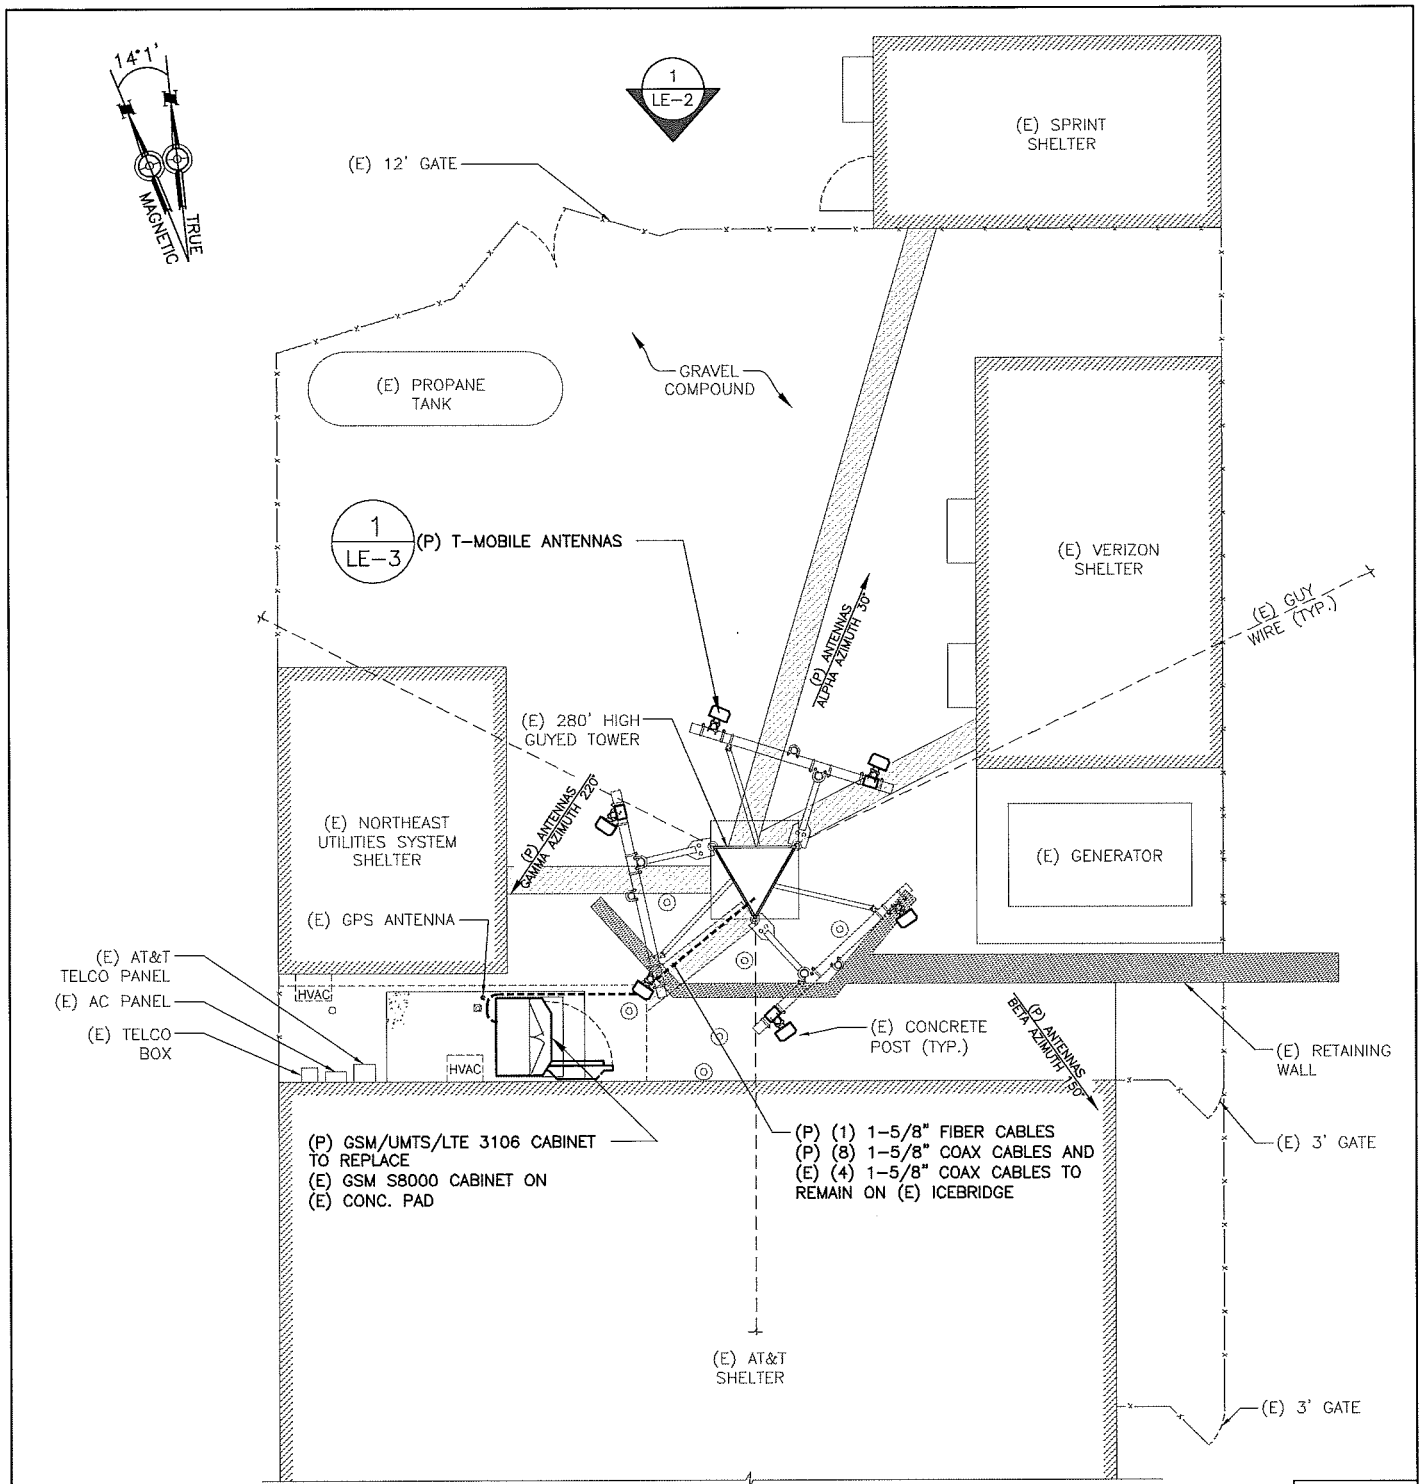 14°1'
N
N
MAGNETIC
TRUE
1
LE-2
(E) SPRINT
SHELTER
(E) 12' GATE
(E) PROPANE
TANK
GRAVEL
COMPOUND
1
LE-3
(P) T-MOBILE ANTENNAS
(E) VERIZON
SHELTER
(P) ANTENNAS
ALPHA AZIMUTH 30°
(E) GUY
WIRE (TYP.)
(E) 280' HIGH
GUYED TOWER
(P) ANTENNAS
GAMMA AZIMUTH 220°
(E) NORTHEAST
UTILITIES SYSTEM
SHELTER
(E) GENERATOR
(E) GPS ANTENNA
(E) AT&T
TELCO PANEL
(E) AC PANEL
(E) TELCO
BOX
HVAC
HVAC
(E) CONCRETE
POST (TYP.)
(P) ANTENNAS
BETA AZIMUTH 150°
(E) RETAINING
WALL
(E) 3' GATE
(P) GSM/UMTS/LTE 3106 CABINET
TO REPLACE
(E) GSM S8000 CABINET ON
(E) CONC. PAD
(P) (1) 1-5/8" FIBER CABLES
(P) (8) 1-5/8" COAX CABLES AND
(E) (4) 1-5/8" COAX CABLES TO
REMAIN ON (E) ICEBRIDGE
(E) AT&T
SHELTER
(E) 3' GATE